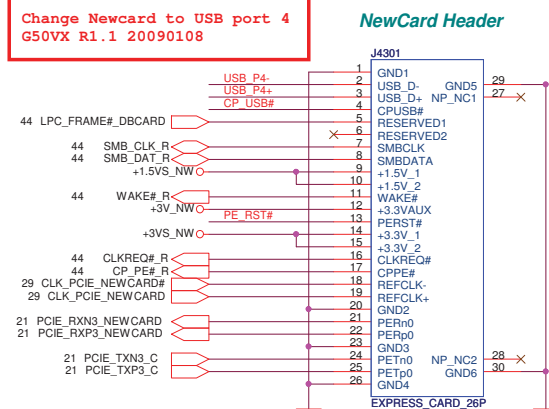 Change Newcard to USB port 4
G50VX R1.1 20090108
NewCard Header
J4301
1 GND1
USB_P4- 2 USB_D- GND5 29
USB_P4+ 3 USB_D+ NP_NC1 27
CP_USB# 4 CPUSB#
44 LPC_FRAME#_DBCARD 5 RESERVED1
6 RESERVED2
44 SMB_CLK_R 7 SMBCLK
44 SMB_DAT_R 8 SMBDATA
+1.5VS_NW 9 +1.5V_1
10 +1.5V_2
44 WAKE#_R 11 WAKE#
+3V_NW 12 +3.3VAUX
PE_RST# 13 PERST#
+3VS_NW 14 +3.3V_1
15 +3.3V_2
44 CLKREQ#_R 16 CLKREQ#
44 CP_PE#_R 17 CPPE#
29 CLK_PCIE_NEWCARD# 18 REFCLK-
29 CLK_PCIE_NEWCARD 19 REFCLK+
20 GND2
21 PCIE_RXN3_NEWCARD 21 PERn0
21 PCIE_RXP3_NEWCARD 22 PERp0
23 GND3
21 PCIE_TXN3_C 24 PETn0 NP_NC2 28
21 PCIE_TXP3_C 25 PETp0 GND6 30
26 GND4
EXPRESS_CARD_26P